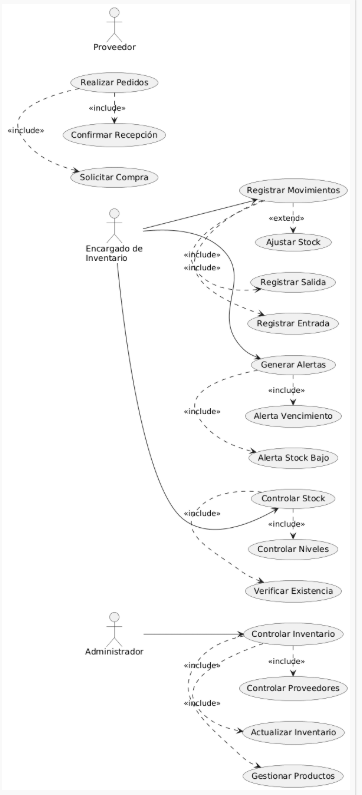 Proveedor
Realizar Pedidos
«include»
«include»
Confirmar Recepción
Solicitar Compra
Registrar Movimientos
«extend»
Encargado de
Inventario
Ajustar Stock
«include»
«include»
Registrar Salida
Registrar Entrada
Generar Alertas
«include»
«include»
Alerta Vencimiento
Alerta Stock Bajo
Controlar Stock
«include»
«include»
Controlar Niveles
Verificar Existencia
Administrador
Controlar Inventario
«include»
«include»
Controlar Proveedores
«include»
Actualizar Inventario
Gestionar Productos